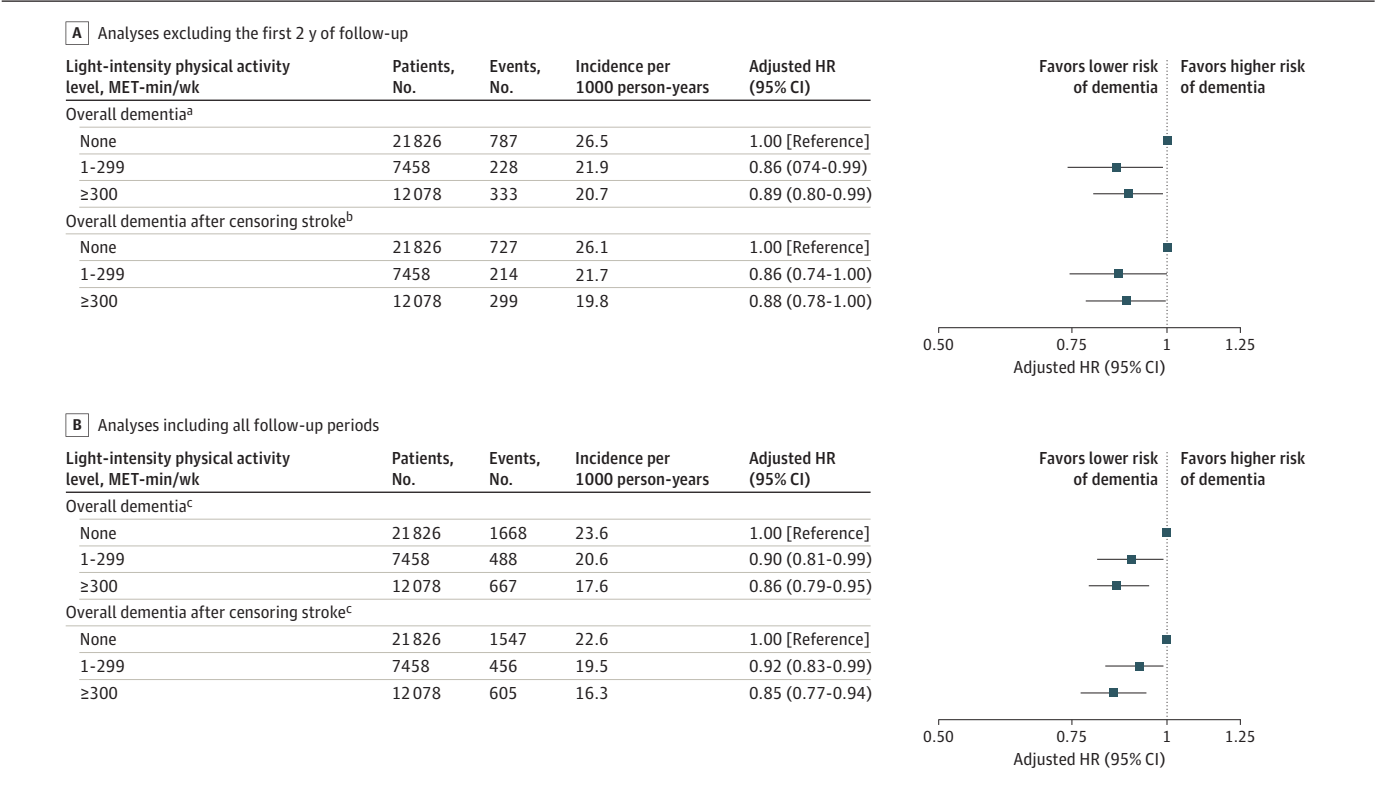 A Analyses excluding the first 2 y of follow-up
Light-intensity physical activity level, MET-min/wk Patients, No. Events, No. Incidence per 1000 person-years Adjusted HR (95% CI) Favors lower risk of dementia Favors higher risk of dementia
Overall dementiaᵃ
None 21826 787 26.5 1.00 [Reference]
1-299 7458 228 21.9 0.86 (074-0.99)
≥300 12078 333 20.7 0.89 (0.80-0.99)
Overall dementia after censoring strokeᵇ
None 21826 727 26.1 1.00 [Reference]
1-299 7458 214 21.7 0.86 (0.74-1.00)
≥300 12078 299 19.8 0.88 (0.78-1.00)
0.50 0.75 1 1.25
Adjusted HR (95% CI)
B Analyses including all follow-up periods
Light-intensity physical activity level, MET-min/wk Patients, No. Events, No. Incidence per 1000 person-years Adjusted HR (95% CI) Favors lower risk of dementia Favors higher risk of dementia
Overall dementiaᶜ
None 21826 1668 23.6 1.00 [Reference]
1-299 7458 488 20.6 0.90 (0.81-0.99)
≥300 12078 667 17.6 0.86 (0.79-0.95)
Overall dementia after censoring strokeᶜ
None 21826 1547 22.6 1.00 [Reference]
1-299 7458 456 19.5 0.92 (0.83-0.99)
≥300 12078 605 16.3 0.85 (0.77-0.94)
0.50 0.75 1 1.25
Adjusted HR (95% CI)